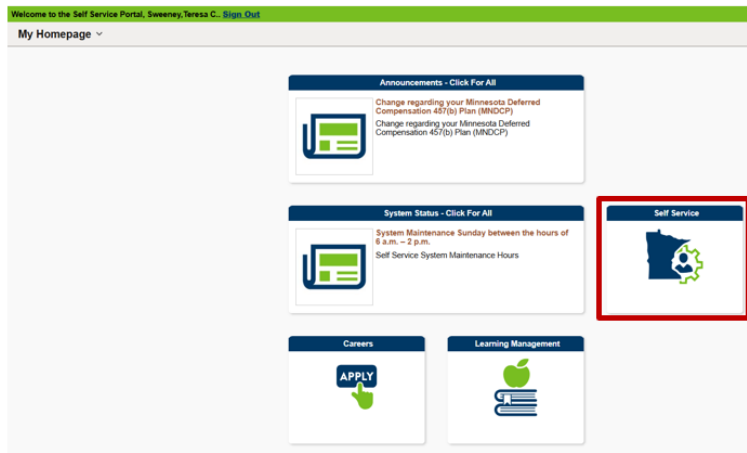 Welcome to the Self Service Portal, Sweeney,Teresa C.. Sign Out
My Homepage
Announcements - Click For All
Change regarding your Minnesota Deferred
Compensation 457(b) Plan (MNDCP)
Change regarding your Minnesota Deferred
Compensation 457(b) Plan (MNDCP)
System Status - Click For All
System Maintenance Sunday between the hours of
6 a.m. – 2 p.m.
Self Service System Maintenance Hours
Self Service
Careers
APPLY
Learning Management